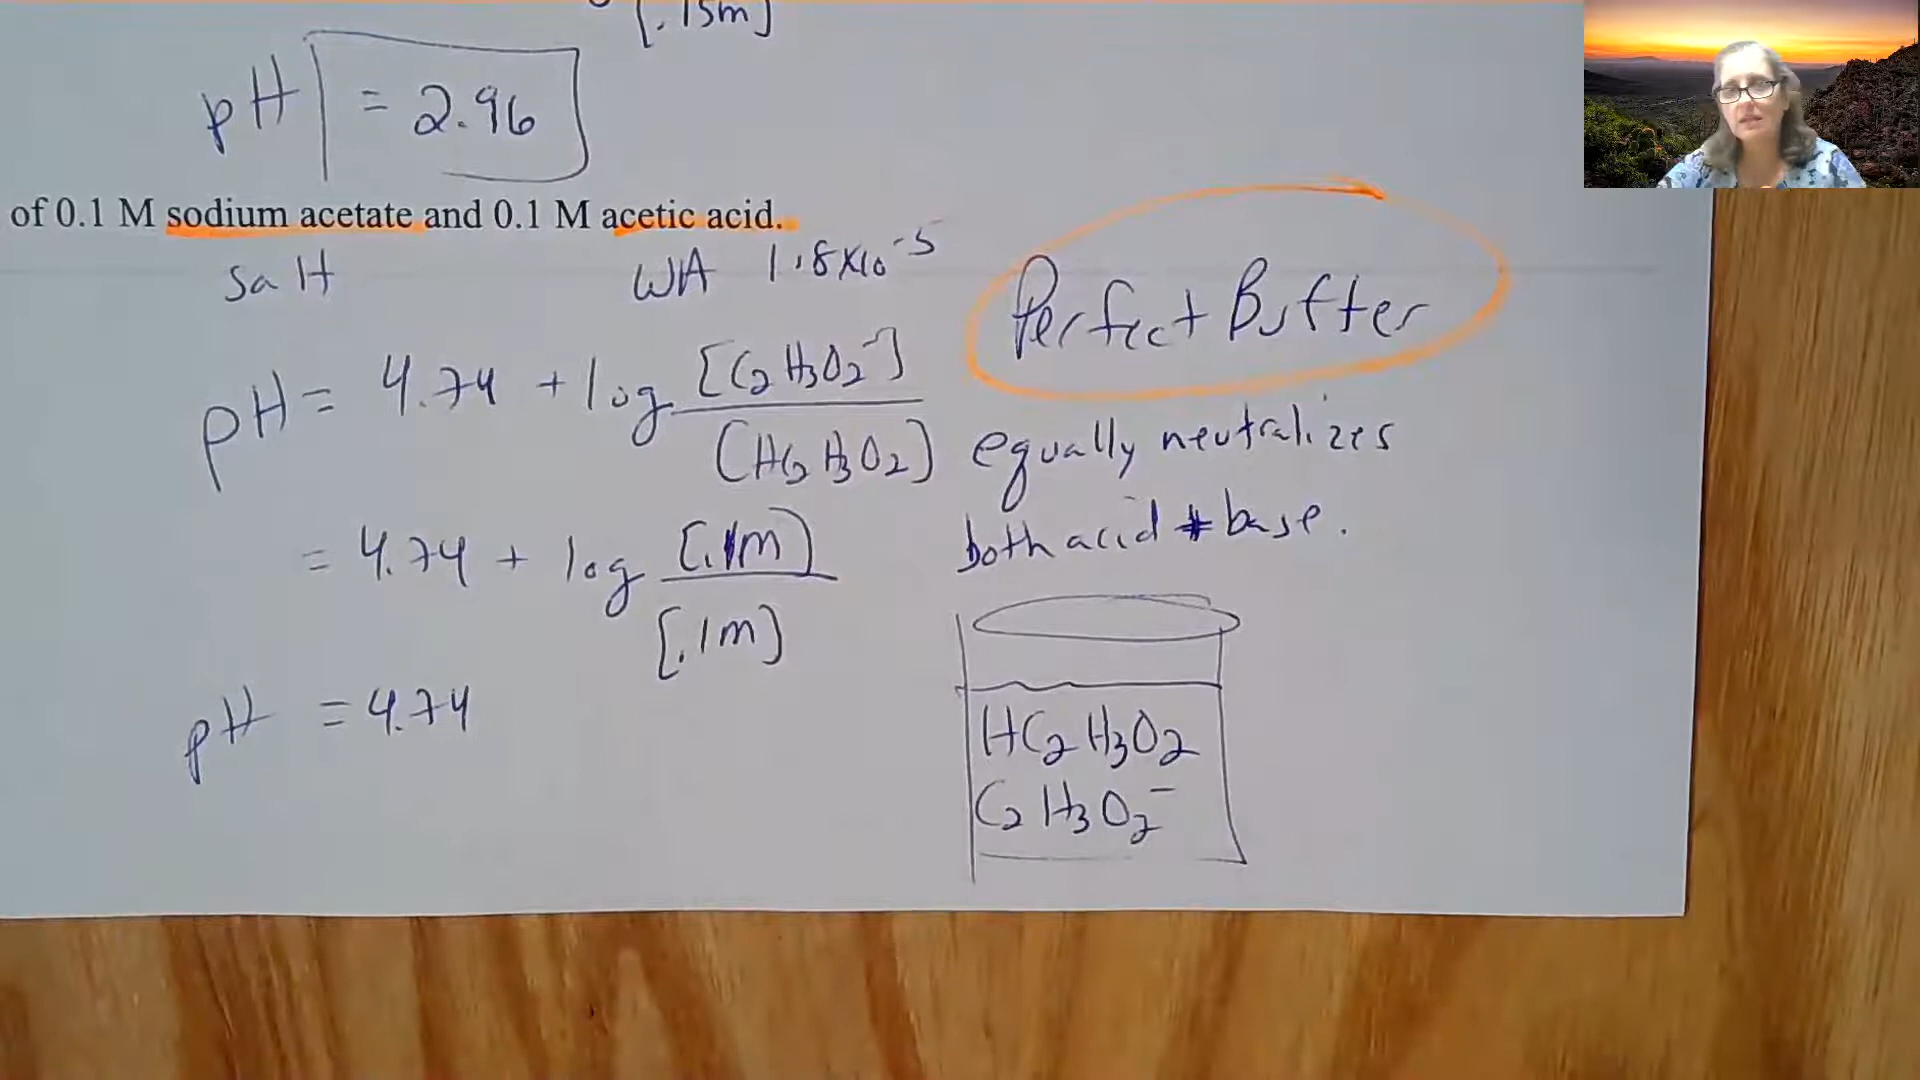 [.15m]
pH = 2.96
of 0.1 M sodium acetate and 0.1 M acetic acid.
salt WA 1.8x10-5
Perfect Buffer
pH = 4.74 + log [C2H3O2-]
[HC2H3O2]
equally neutralizes
both acid & base.
= 4.74 + log [.1m]
[.1m]
pH = 4.74
HC2H3O2
C2H3O2-